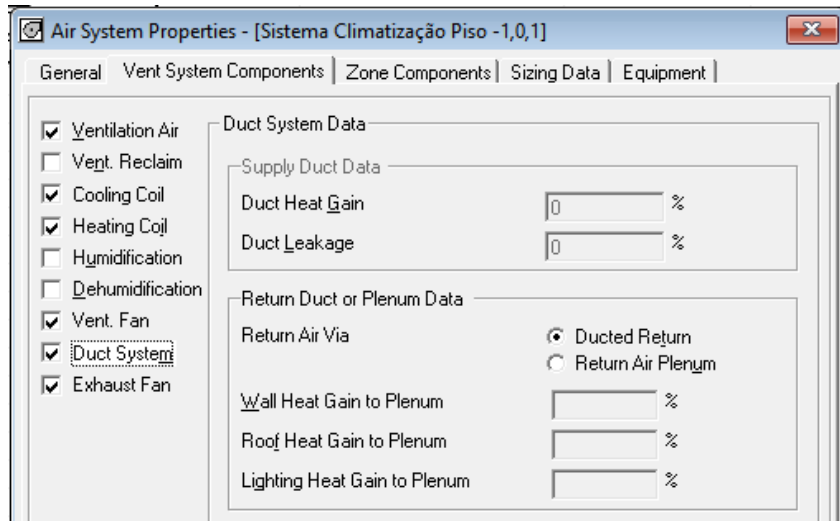 Air System Properties - [Sistema Climatização Piso -1,0,1]
General Vent System Components Zone Components Sizing Data Equipment
Ventilation Air
Vent. Reclaim
Cooling Coil
Heating Coil
Humidification
Dehumidification
Vent. Fan
Duct System
Exhaust Fan
Duct System Data
Supply Duct Data
Duct Heat Gain 0 %
Duct Leakage 0 %
Return Duct or Plenum Data
Return Air Via Ducted Return
Return Air Plenum
Wall Heat Gain to Plenum %
Roof Heat Gain to Plenum %
Lighting Heat Gain to Plenum %